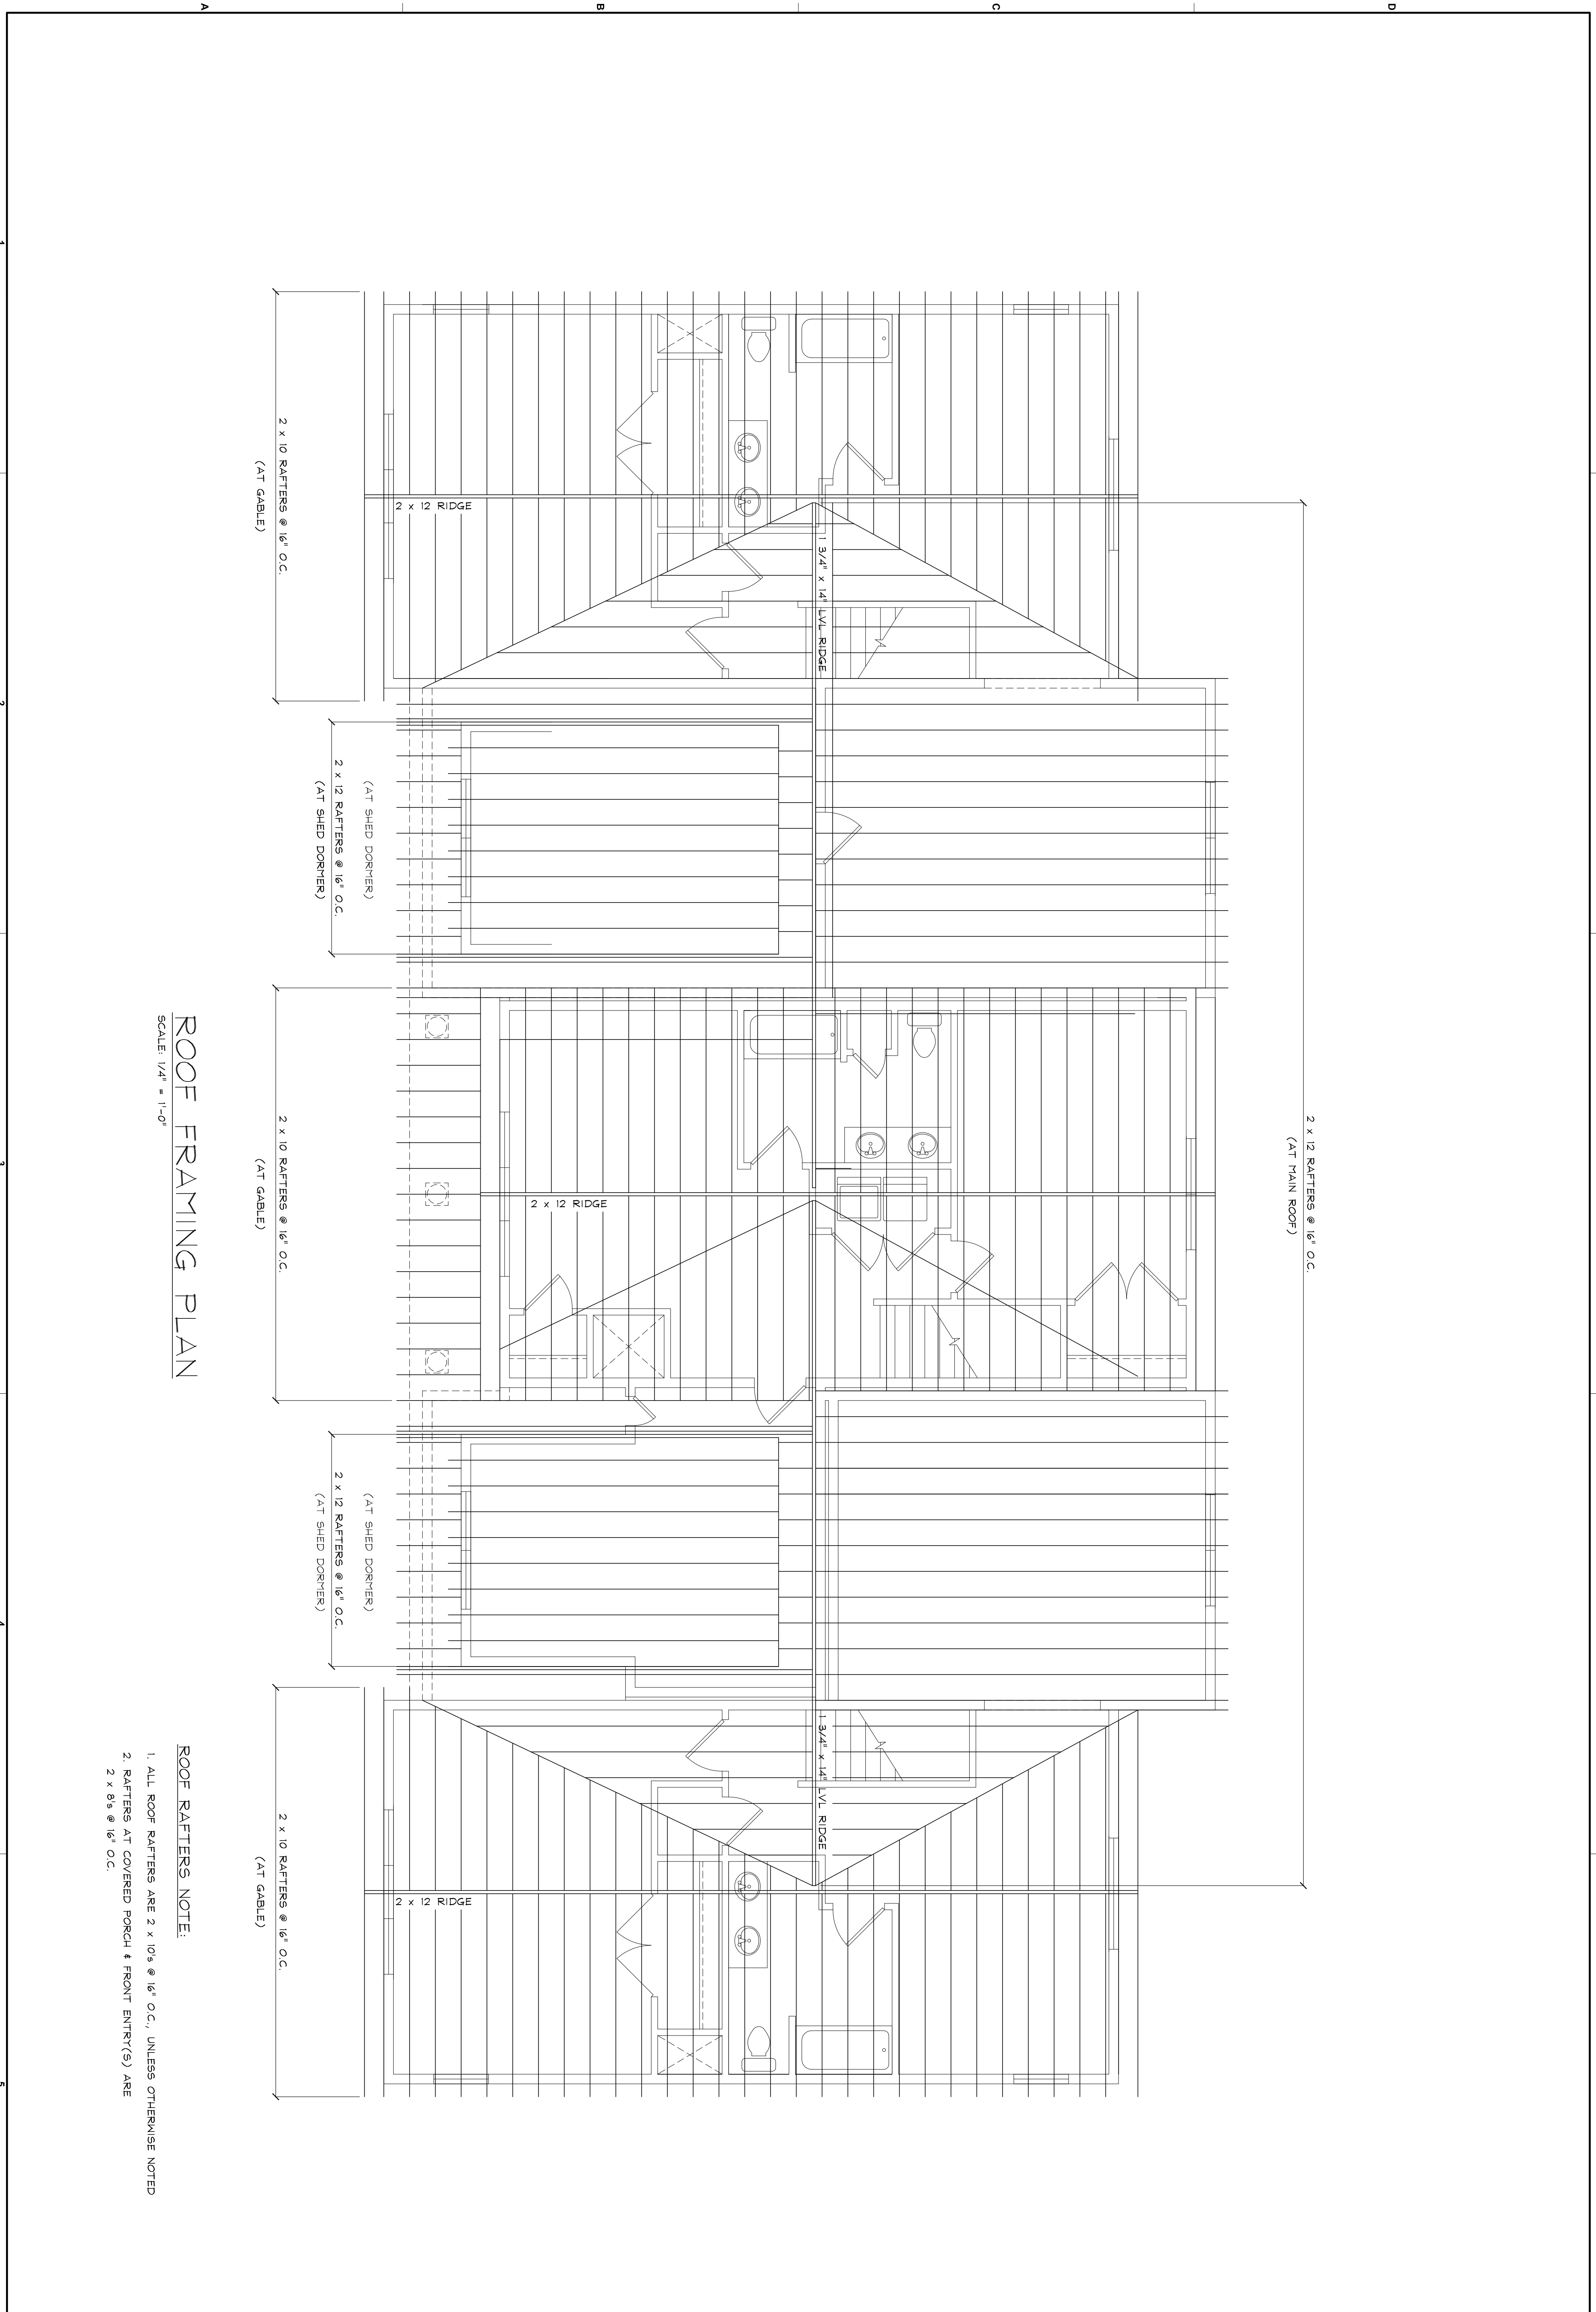 D
C
B
A
1
2
3
4
5
2 x 12 RAFTERS @ 16" O.C.
(AT MAIN ROOF)
1 3/4" x 14" LVL RIDGE
1 3/4" x 14" LVL RIDGE
2 x 12 RIDGE
2 x 12 RIDGE
2 x 12 RIDGE
(AT SHED DORMER)
2 x 12 RAFTERS @ 16" O.C.
(AT SHED DORMER)
(AT SHED DORMER)
2 x 12 RAFTERS @ 16" O.C.
(AT SHED DORMER)
2 x 10 RAFTERS @ 16" O.C.
(AT GABLE)
2 x 10 RAFTERS @ 16" O.C.
(AT GABLE)
2 x 10 RAFTERS @ 16" O.C.
(AT GABLE)
ROOF FRAMING PLAN
SCALE: 1/4" = 1'-0"
ROOF RAFTERS NOTE:
1. ALL ROOF RAFTERS ARE 2 x 10's @ 16" O.C., UNLESS OTHERWISE NOTED
2. RAFTERS AT COVERED PORCH & FRONT ENTRY(S) ARE
2 x 8's @ 16" O.C.